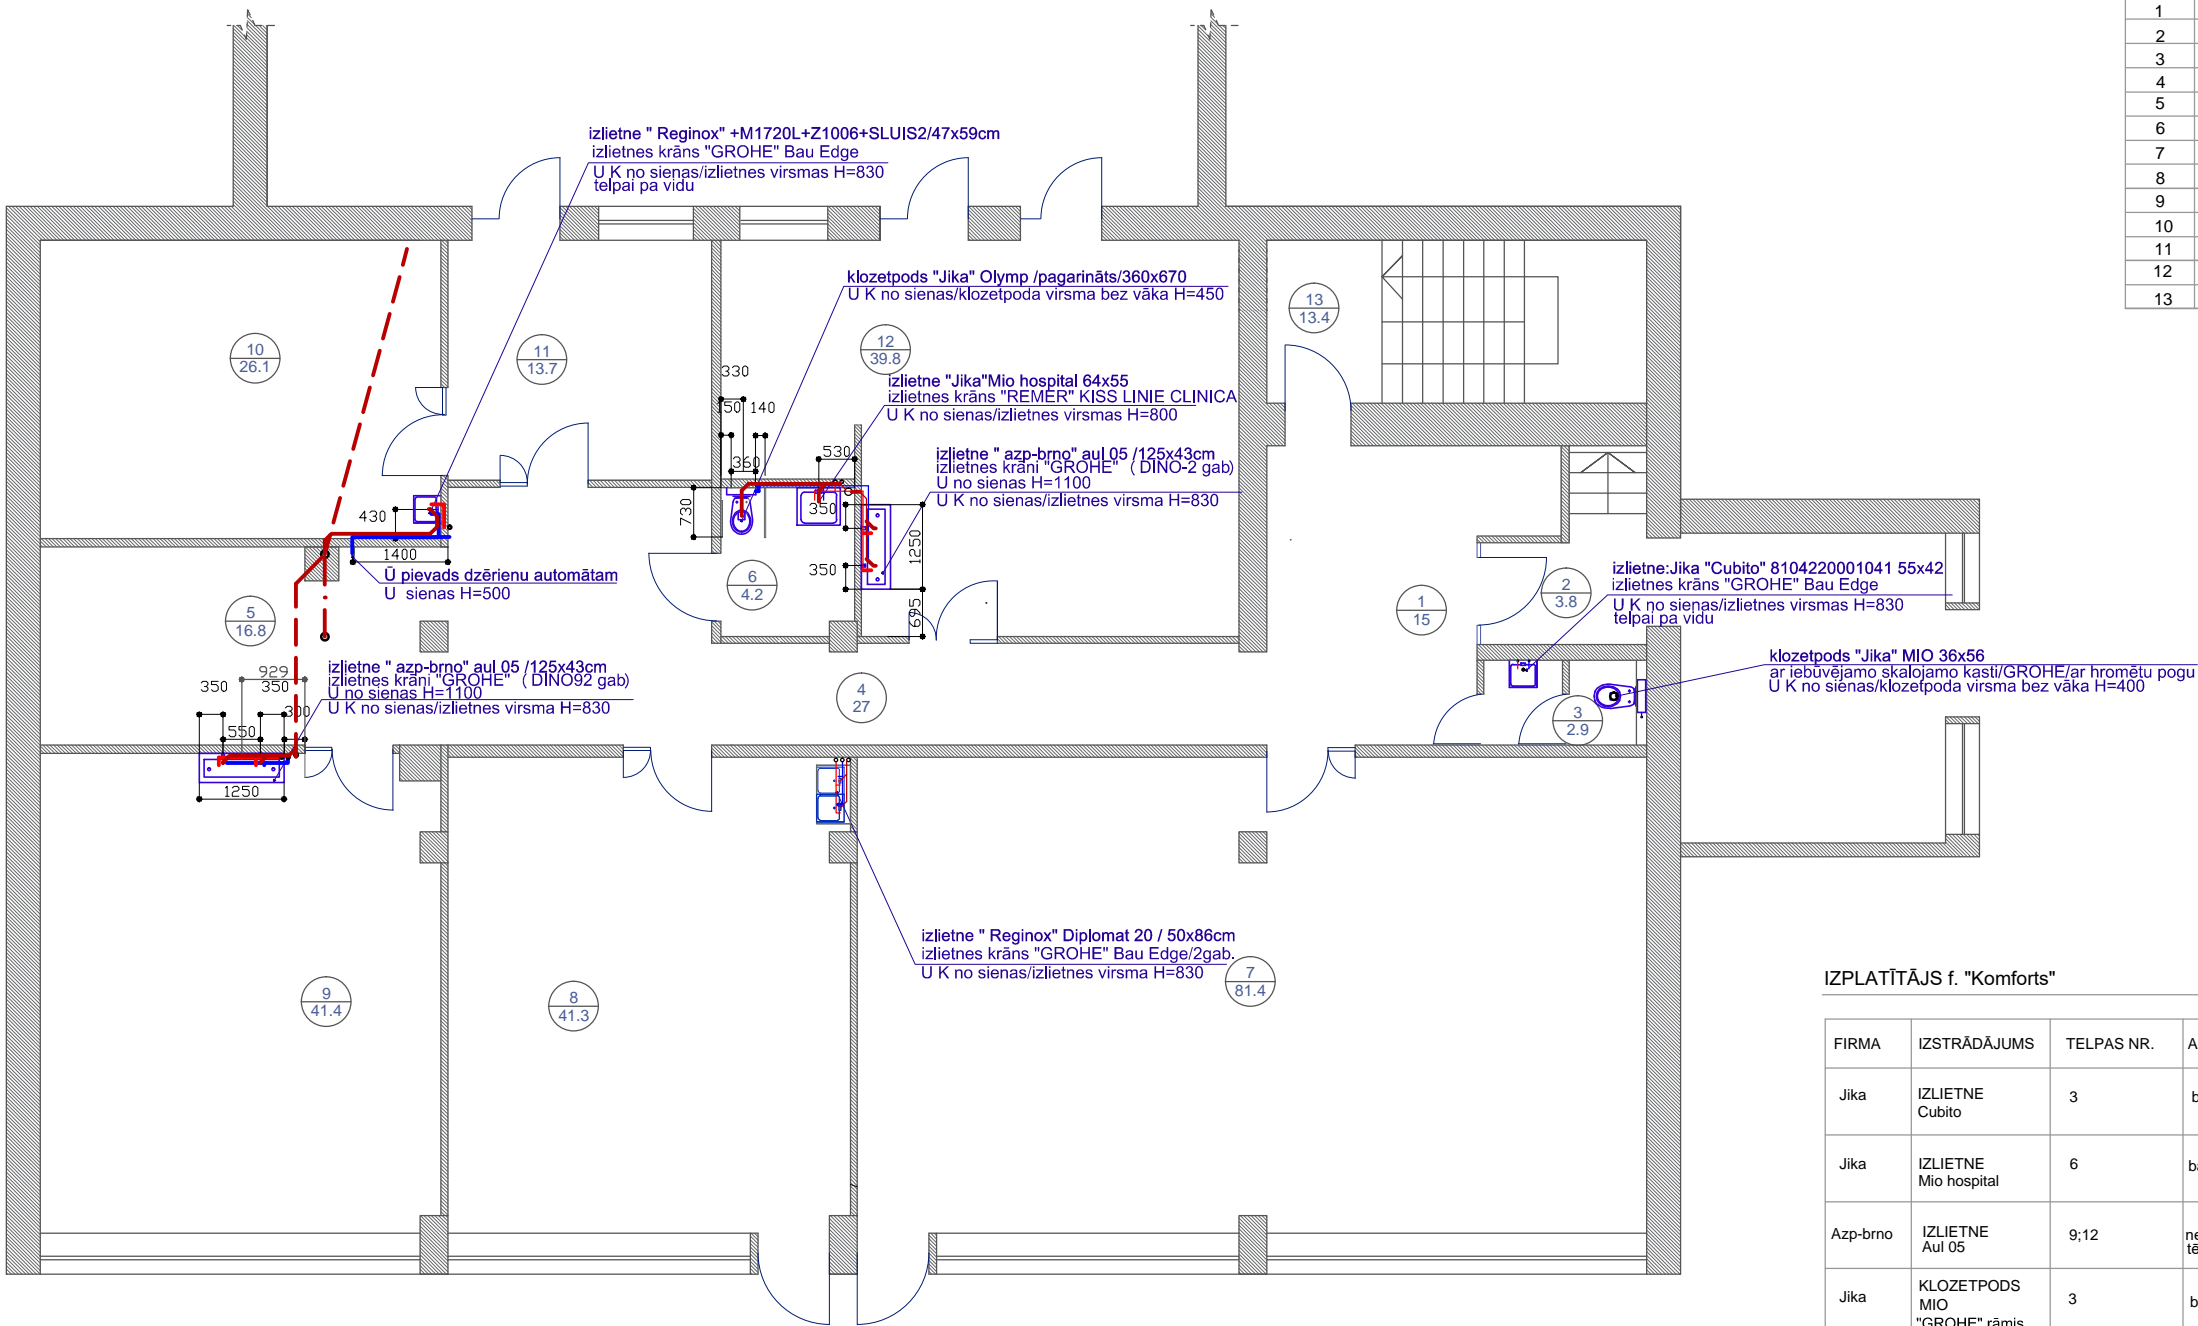 1
2
3
4
5
6
7
8
9
10
11
12
13
izlietne " Reginox" +M1720L+Z1006+SLUIS2/47x59cm
izlietnes krāns "GROHE" Bau Edge
U K no sienas/izlietnes virsmas H=830
telpai pa vidu
klozetpods "Jika" Olymp /pagarināts/360x670
U K no sienas/klozetpoda virsma bez vāka H=450
13
13.4
10
26.1
11
13.7
12
39.8
330
izlietne "Jika"Mio hospital 64x55
izlietnes krāns "REMER" KISS LINIE CLINICA
U K no sienas/izlietnes virsmas H=800
150 140
360
530
izlietne " azp-brno" aul 05 /125x43cm
izlietnes krāni "GROHE" ( DINO-2 gab)
U no sienas H=1100
U K no sienas/izlietnes virsma H=830
430
730
350
1250
1400
350
695
Ū pievads dzērienu automātam
U sienas H=500
6
4.2
5
16.8
1
15
2
3.8
izlietne:Jika "Cubito" 8104220001041 55x42
izlietnes krāns "GROHE" Bau Edge
U K no sienas/izlietnes virsmas H=830
telpai pa vidu
izlietne " azp-brno" aul 05 /125x43cm
izlietnes krāni "GROHE" ( DINO92 gab)
U no sienas H=1100
U K no sienas/izlietnes virsma H=830
929
350 350
300
550
1250
4
27
3
2.9
klozetpods "Jika" MIO 36x56
ar iebūvējamo skalojamo kasti/GROHE/ar hromētu pogu
U K no sienas/klozetpoda virsma bez vāka H=400
izlietne " Reginox" Diplomat 20 / 50x86cm
izlietnes krāns "GROHE" Bau Edge/2gab.
U K no sienas/izlietnes virsma H=830
9
41.4
8
41.3
7
81.4
IZPLATĪTĀJS f. "Komforts"
FIRMA IZSTRĀDĀJUMS TELPAS NR. A
Jika IZLIETNE 3 b
Cubito
Jika IZLIETNE 6 ba
Mio hospital
Azp-brno IZLIETNE 9;12 ne
Aul 05 tē
Jika KLOZETPODS 3 b
MIO
"GROHE" rāmis